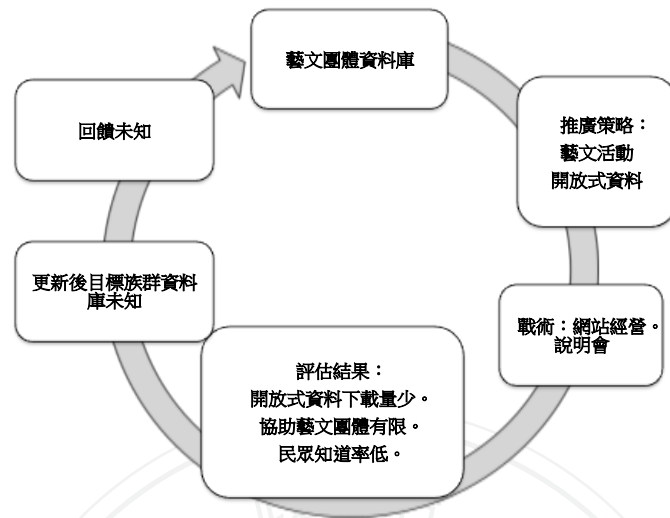 藝文團體資料庫
推廣策略：
藝文活動
開放式資料
戰術：網站經營。
說明會
評估結果：
開放式資料下載量少。
協助藝文團體有限。
民眾知道率低。
更新後目標族群資料
庫未知
回饋未知